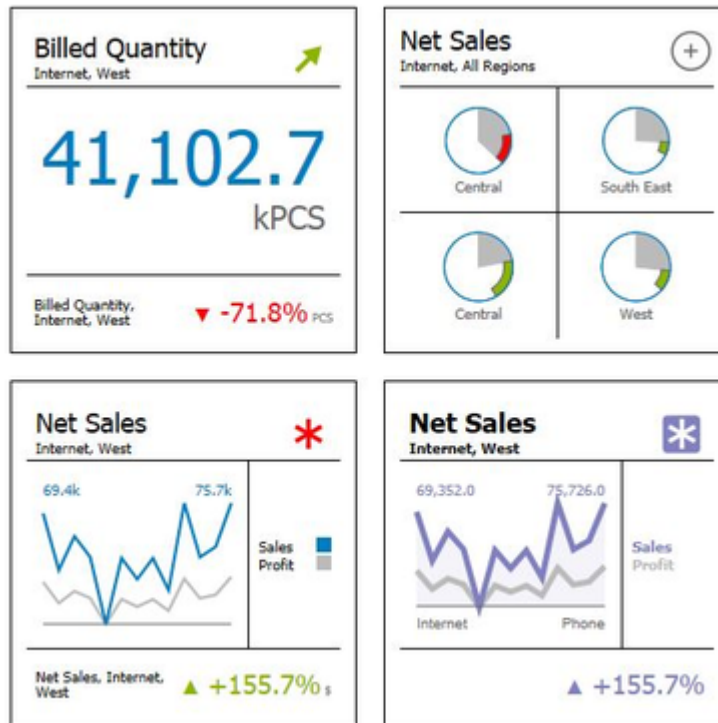 Billed Quantity
Internet, West
41,102.7
kPCS
Billed Quantity,
Internet, West
▼ -71.8% PCS
Net Sales
Internet, All Regions
Central
South East
Central
West
Net Sales
Internet, West
69.4k 75.7k
Sales
Profit
Net Sales, Internet,
West
▲ +155.7% $
Net Sales
Internet, West
69,352.0 75,726.0
Sales
Profit
Internet Phone
▲ +155.7%